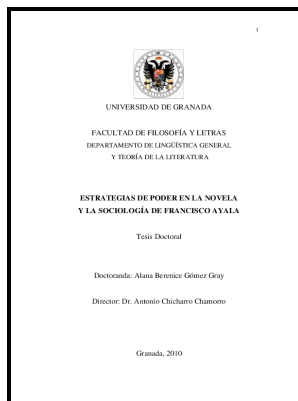 1
UNIVERSIDAD DE GRANADA
FACULTAD DE FILOSOFÍA Y LETRAS
DEPARTAMENTO DE LINGÜÍSTICA GENERAL
Y TEORÍA DE LA LITERATURA
ESTRATEGIAS DE PODER EN LA NOVELA
Y LA SOCIOLOGÍA DE FRANCISCO AYALA
Tesis Doctoral
Doctoranda: Alana Berenice Gómez Gray
Director: Dr. Antonio Chicharro Chamorro
Granada, 2010